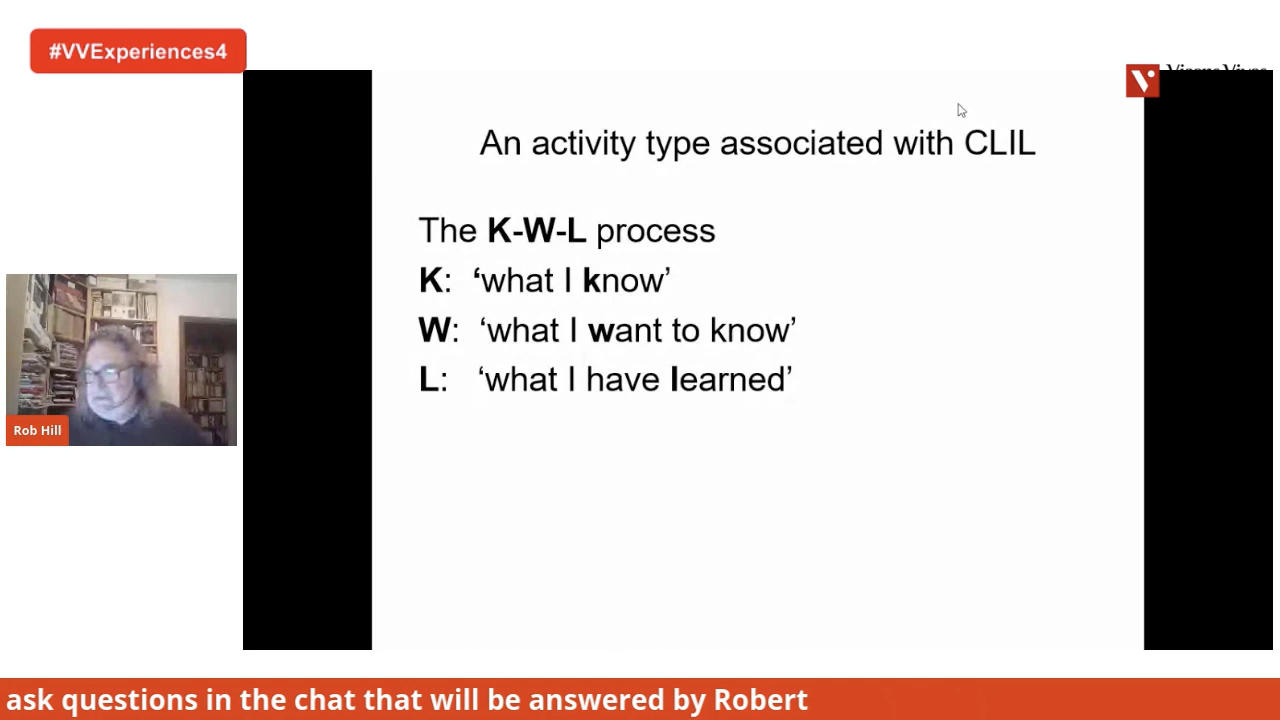 #VVExperiences4
An activity type associated with CLIL
The K-W-L process
K: ‘what I know’
W: ‘what I want to know’
L: ‘what I have learned’
Rob Hill
ask questions in the chat that will be answered by Robert